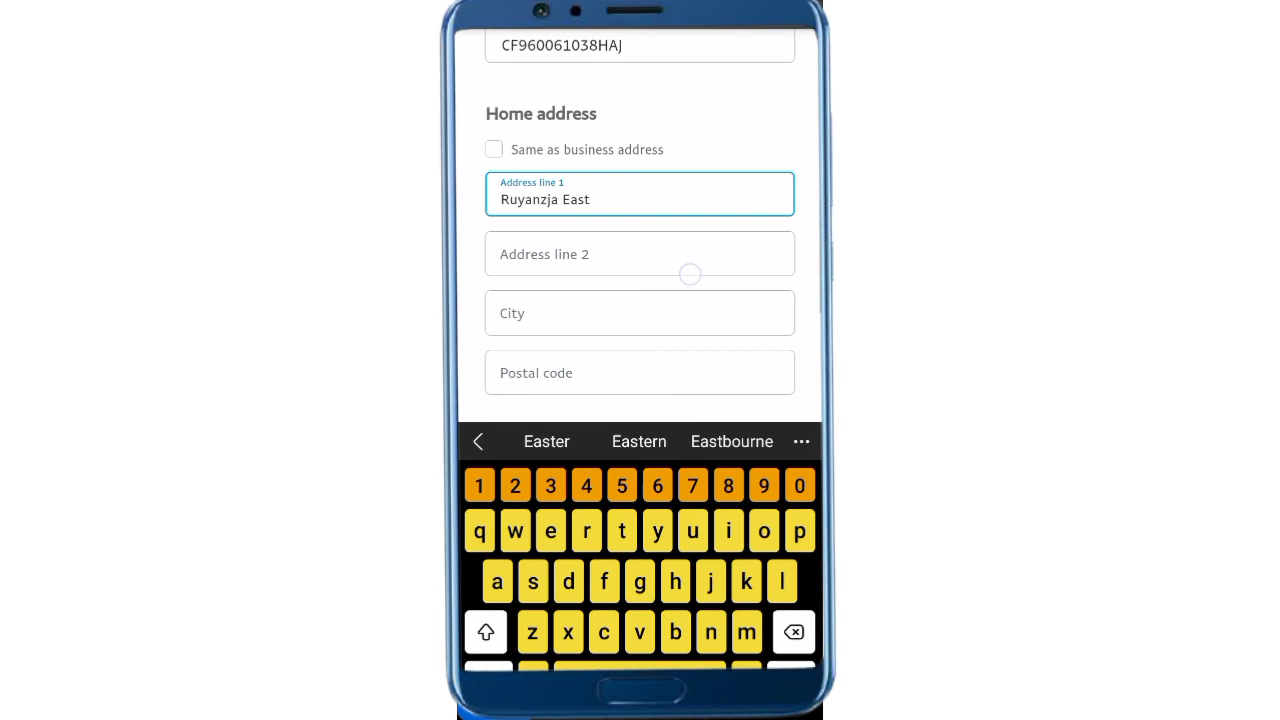 CF960061038HAJ
Home address
Same as business address
Address line 1
Ruyanzja East
Address line 2
City
Postal code
Easter Eastern Eastbourne
1 2 3 4 5 6 7 8 9 0
q w e r t y u i o p
a s d f g h j k l
z x c v b n m